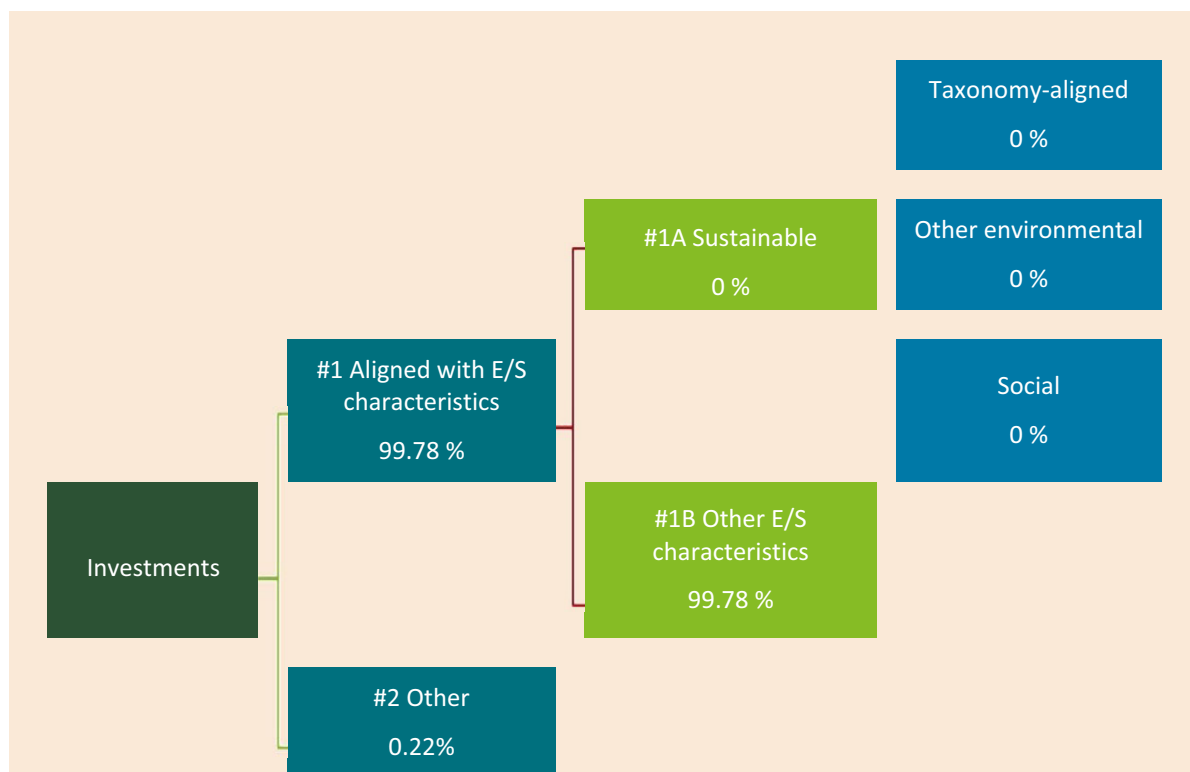 Taxonomy-aligned
0 %
#1A Sustainable
0 %
Other environmental
0 %
#1 Aligned with E/S
characteristics
99.78 %
Social
0 %
Investments
#1B Other E/S
characteristics
99.78 %
#2 Other
0.22%